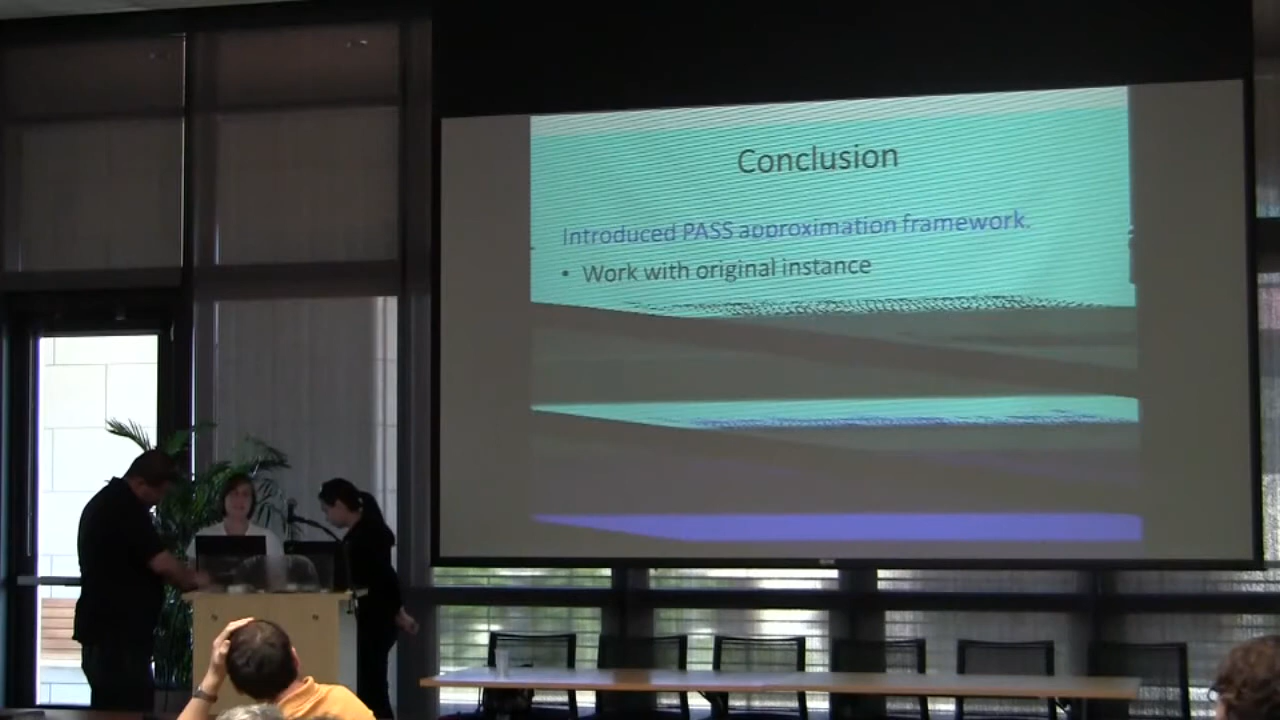 Conclusion
Introduced PASS approximation framework.
• Work with original instance